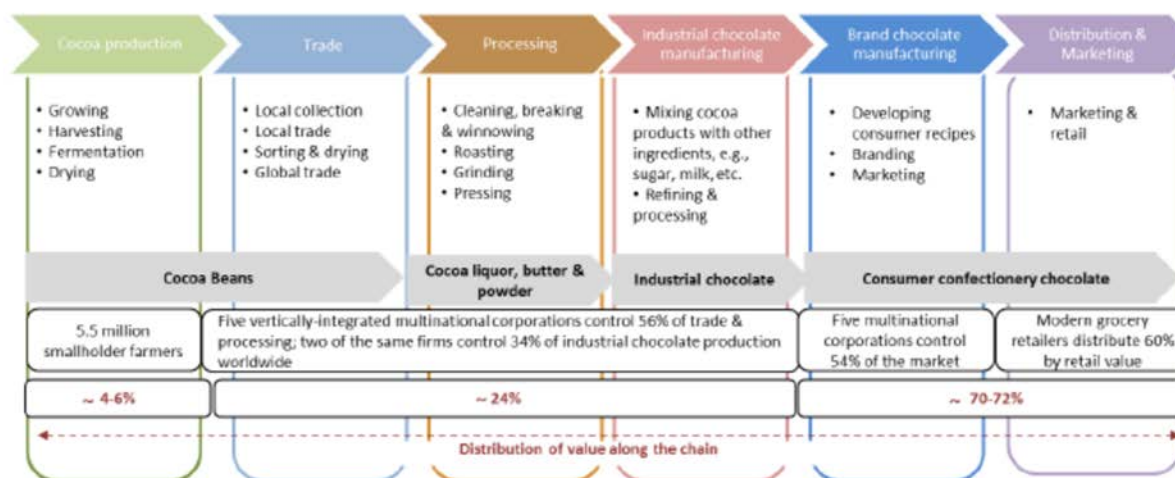 Cocoa production
Trade
Processing
Industrial chocolate
manufacturing
Brand chocolate
manufacturing
Distribution &
Marketing
• Growing
• Harvesting
• Fermentation
• Drying
• Local collection
• Local trade
• Sorting & drying
• Global trade
• Cleaning, breaking
& winnowing
• Roasting
• Grinding
• Pressing
• Mixing cocoa
products with other
ingredients, e.g.,
sugar, milk, etc.
• Refining &
processing
• Developing
consumer recipes
• Branding
• Marketing
• Marketing &
retail
Cocoa Beans
Cocoa liquor, butter &
powder
Industrial chocolate
Consumer confectionery chocolate
5.5 million
smallholder farmers
Five vertically-integrated multinational corporations control 56% of trade &
processing; two of the same firms control 34% of industrial chocolate production
worldwide
Five multinational
corporations control
54% of the market
Modern grocery
retailers distribute 60%
by retail value
~ 4-6%
~ 24%
~ 70-72%
Distribution of value along the chain